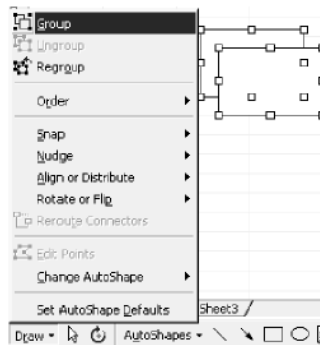 Group
Ungroup
Regroup
Order
Snap
Nudge
Align or Distribute
Rotate or Flip
Reroute Connectors
Edit Points
Change AutoShape
Set AutoShape Defaults
Sheet3
Draw AutoShapes